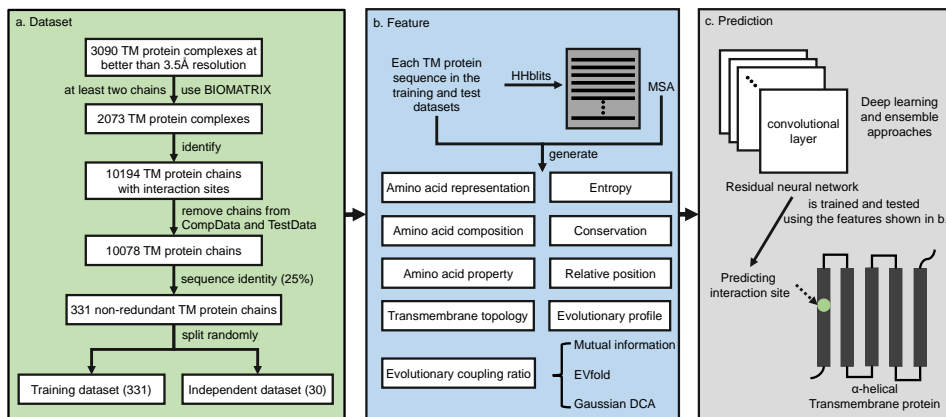 a. Dataset
3090 TM protein complexes at
better than 3.5Å resolution
at least two chains
use BIOMATRIX
2073 TM protein complexes
identify
10194 TM protein chains
with interaction sites
remove chains from
CompData and TestData
10078 TM protein chains
sequence identity (25%)
331 non-redundant TM protein chains
split randomly
Training dataset (331)
Independent dataset (30)
b. Feature
Each TM protein
sequence in the
training and test
datasets
HHblits
MSA
generate
Amino acid representation
Entropy
Amino acid composition
Conservation
Amino acid property
Relative position
Transmembrane topology
Evolutionary profile
Evolutionary coupling ratio
Mutual information
EVfold
Gaussian DCA
c. Prediction
convolutional
layer
Deep learning
and ensemble
approaches
Residual neural network
is trained and tested
using the features shown in b.
Predicting
interaction site
α-helical
Transmembrane protein